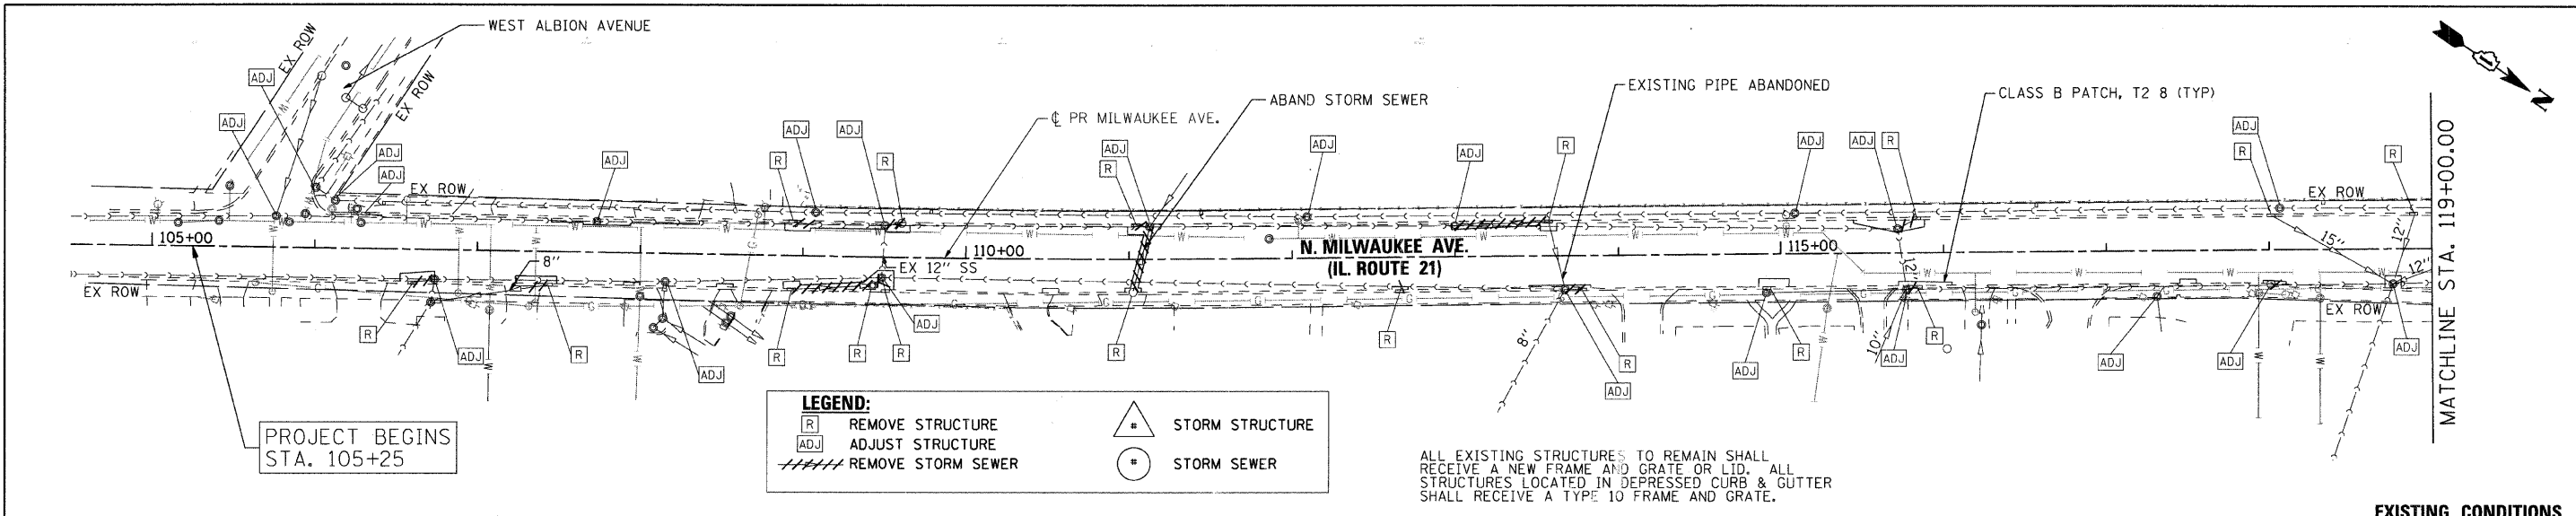 WEST ALBION AVENUE
EX ROW
EX ROW
ADJ
ADJ
ADJ
ADJ
ADJ
ADJ
R
ADJ
R
℄ PR MILWAUKEE AVE.
ABAND STORM SEWER
ADJ
R
ADJ
ADJ
R
EXISTING PIPE ABANDONED
ADJ
ADJ
R
CLASS B PATCH, T2 8 (TYP)
ADJ
R
R
N
EX ROW
EX ROW
105+00
110+00
N. MILWAUKEE AVE.
(IL. ROUTE 21)
115+00
EX 12" SS
8"
12"
15"
12"
12"
EX ROW
EX ROW
MATCHLINE STA. 119+00.00
R
ADJ
R
ADJ
R
R
R
ADJ
R
R
8"
R
ADJ
ADJ
R
10"
ADJ
R
ADJ
ADJ
ADJ
PROJECT BEGINS
STA. 105+25
LEGEND:
R REMOVE STRUCTURE
ADJ ADJUST STRUCTURE
REMOVE STORM SEWER
* STORM STRUCTURE
* STORM SEWER
ALL EXISTING STRUCTURES TO REMAIN SHALL
RECEIVE A NEW FRAME AND GRATE OR LID. ALL
STRUCTURES LOCATED IN DEPRESSED CURB & GUTTER
SHALL RECEIVE A TYPE 10 FRAME AND GRATE.
EXISTING CONDITIONS